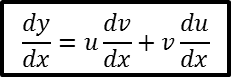 dy/dx = u dv/dx + v du/dx